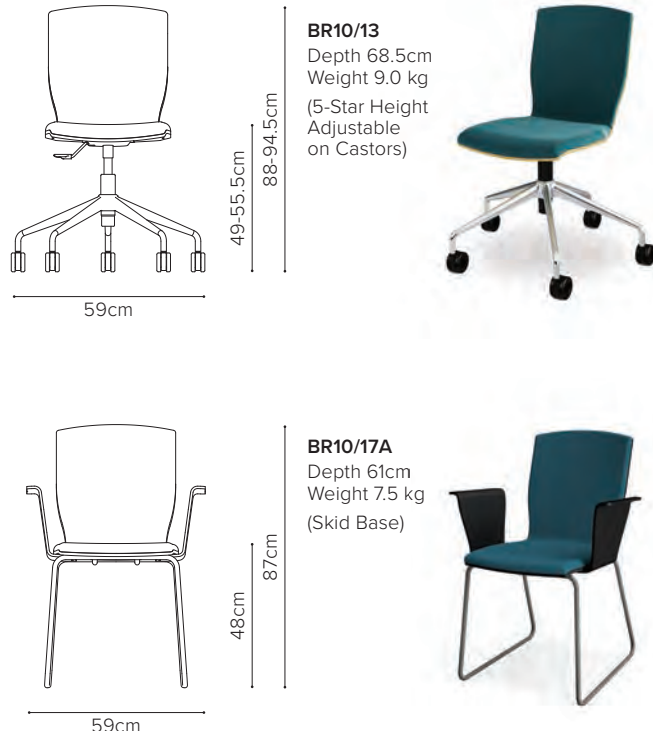 BR10/13
Depth 68.5cm
Weight 9.0 kg
(5-Star Height
Adjustable
on Castors)
49-55.5cm
88-94.5cm
59cm
BR10/17A
Depth 61cm
Weight 7.5 kg
(Skid Base)
48cm
87cm
59cm